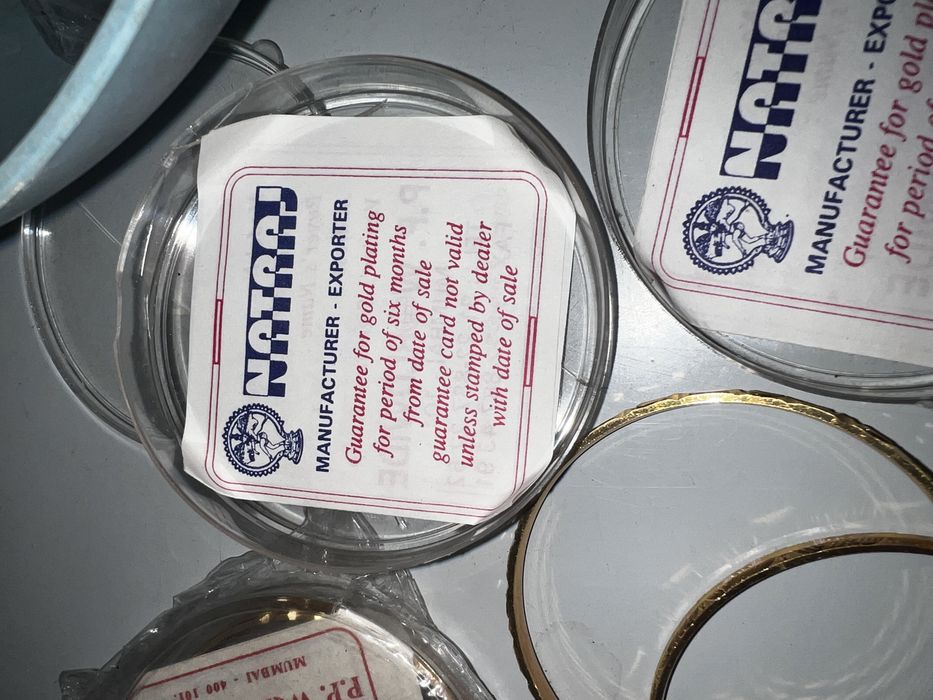 NATRAJ
MANUFACTURER - EXPORTER
Guarantee for gold plating
for period of six months
from date of sale
guarantee card not valid
unless stamped by dealer
with date of sale
MANUFACTURER - EXPO
Guarantee for gold pl
for period of
MUMBAI - 400 101.
P.P.